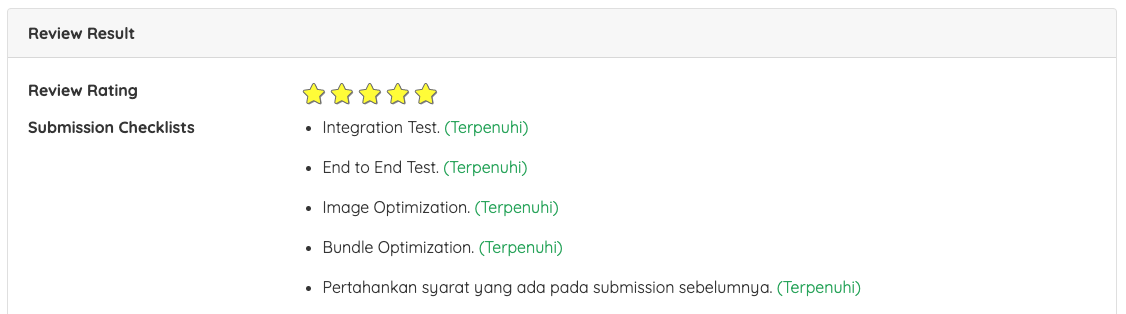 Review Result
Review Rating
Submission Checklists
Integration Test. (Terpenuhi)
End to End Test. (Terpenuhi)
Image Optimization. (Terpenuhi)
Bundle Optimization. (Terpenuhi)
Pertahankan syarat yang ada pada submission sebelumnya. (Terpenuhi)